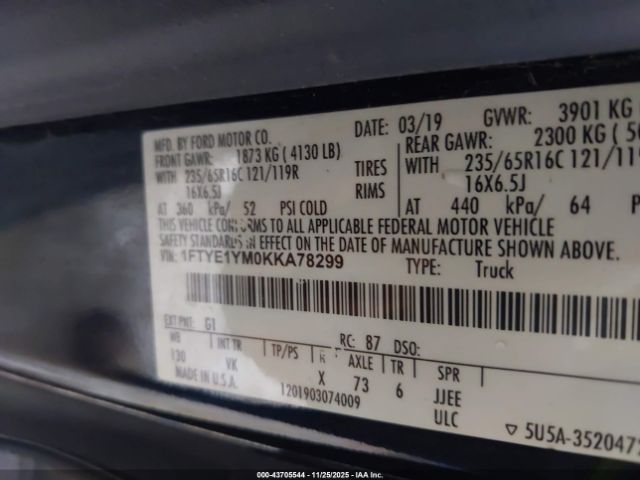 MFD. BY FORD MOTOR CO.
DATE: 03/19 GVWR: 3901 KG
FRONT GAWR: 1873 KG ( 4130 LB) REAR GAWR: 2300 KG
WITH 235/65R16C 121/119R TIRES WITH 235/65R16C 121/119
16X6.5J RIMS 16X6.5J
AT 360 kPa/ 52 PSI COLD AT 440 kPa/ 64
THIS VEHICLE CONFORMS TO ALL APPLICABLE FEDERAL MOTOR VEHICLE
SAFETY STANDARDS IN EFFECT ON THE DATE OF MANUFACTURE SHOWN ABOVE.
VIN: 1FTYE1YM0KKA78299 TYPE: Truck
EXT PNT: G1 RC: 87 DSO:
WB INT TR TP/PS R AXLE TR SPR
130 VK X 73 6 JJEE
MADE IN U.S.A. 1201903074009 ULC
5U5A-3520472
000-43705544 — 11/25/2025 — IAA Inc.